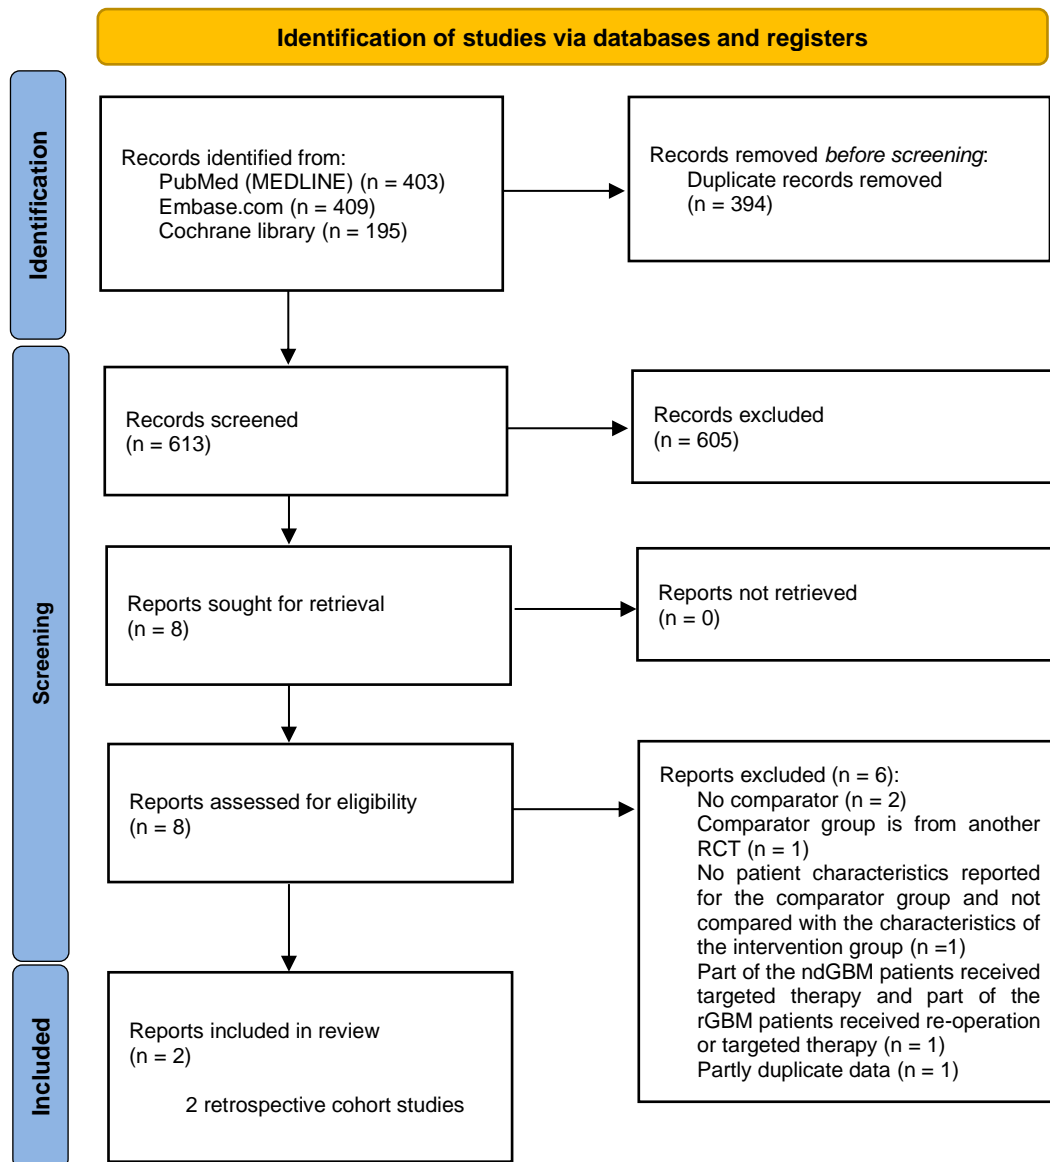 Identification of studies via databases and registers
Identification
Records identified from:
PubMed (MEDLINE) (n = 403)
Embase.com (n = 409)
Cochrane library (n = 195)
Records removed before screening:
Duplicate records removed
(n = 394)
Screening
Records screened
(n = 613)
Records excluded
(n = 605)
Reports sought for retrieval
(n = 8)
Reports not retrieved
(n = 0)
Reports assessed for eligibility
(n = 8)
Reports excluded (n = 6):
No comparator (n = 2)
Comparator group is from another
RCT (n = 1)
No patient characteristics reported
for the comparator group and not
compared with the characteristics of
the intervention group (n =1)
Part of the ndGBM patients received
targeted therapy and part of the
rGBM patients received re-operation
or targeted therapy (n = 1)
Partly duplicate data (n = 1)
Included
Reports included in review
(n = 2)
2 retrospective cohort studies